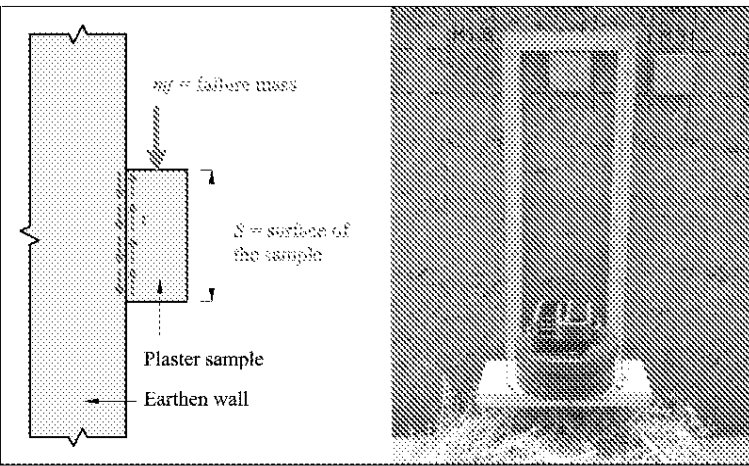 mf = failure mass
τ
S = surface of
the sample
Plaster sample
Earthen wall